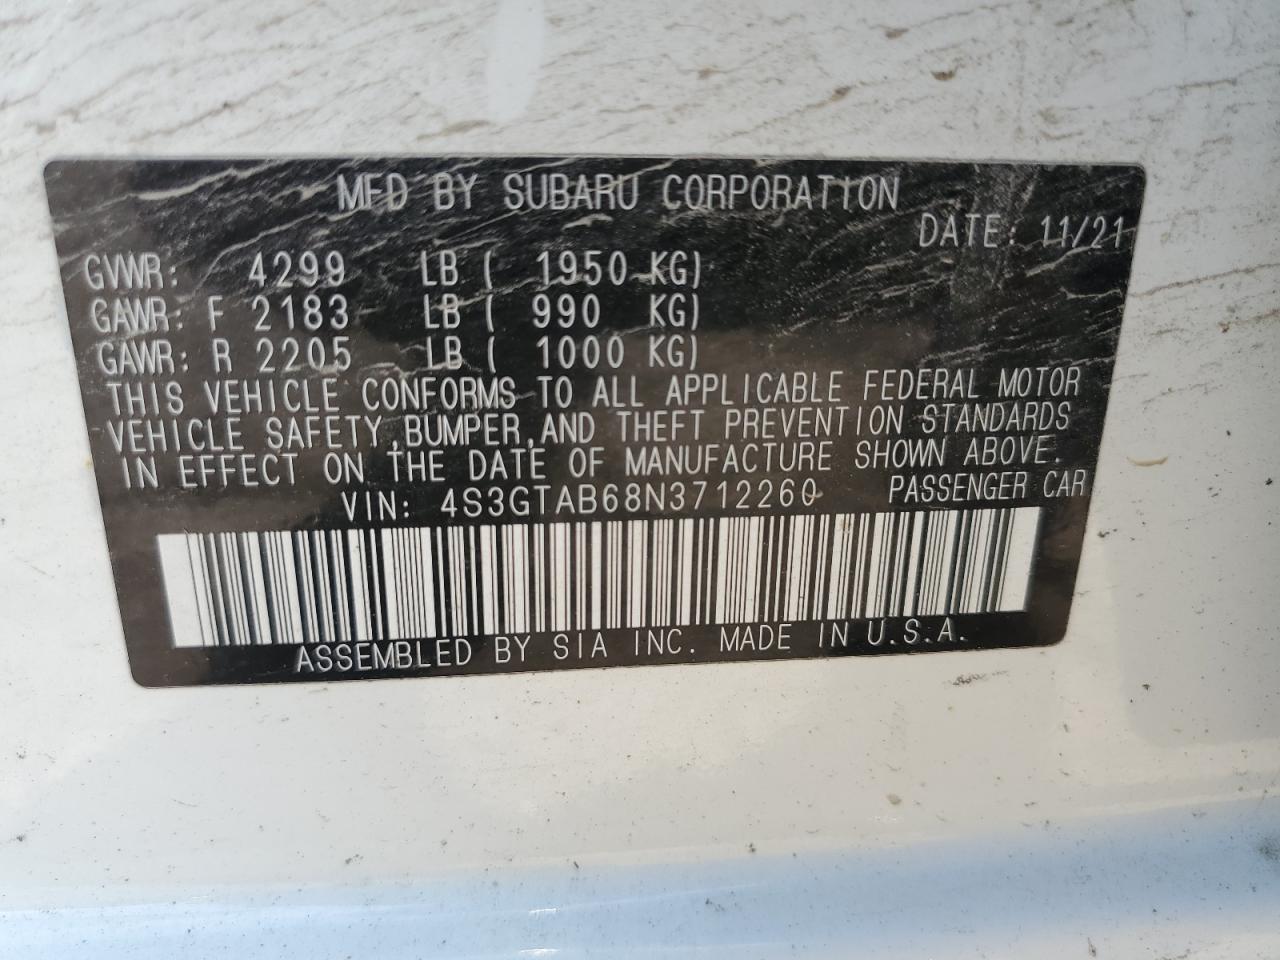 MFD BY SUBARU CORPORATION
DATE: 11/21
GVWR: 4299 LB ( 1950 KG)
GAWR: F 2183 LB ( 990 KG)
GAWR: R 2205 LB ( 1000 KG)
THIS VEHICLE CONFORMS TO ALL APPLICABLE FEDERAL MOTOR
VEHICLE SAFETY,BUMPER,AND THEFT PREVENTION STANDARDS
IN EFFECT ON THE DATE OF MANUFACTURE SHOWN ABOVE.
VIN: 4S3GTAB68N3712260 PASSENGER CAR
ASSEMBLED BY SIA INC. MADE IN U.S.A.